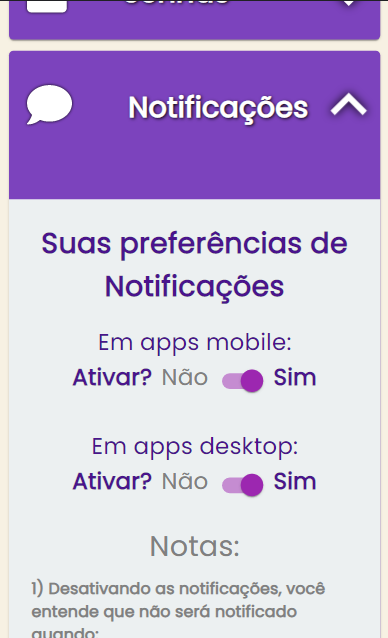 Notificações
Suas preferências de
Notificações
Em apps mobile:
Ativar? Não Sim
Em apps desktop:
Ativar? Não Sim
Notas:
1) Desativando as notificações, você
entende que não será notificado
quando: